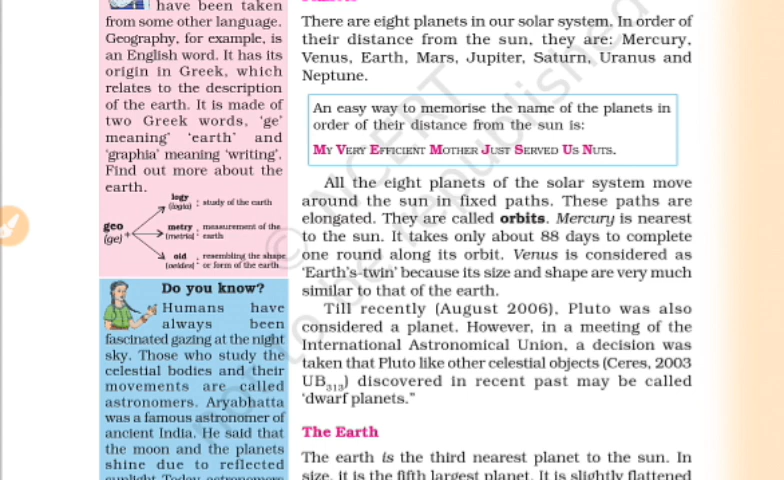 have been taken
from some other language.
Geography, for example, is
an English word. It has its
origin in Greek, which
relates to the description
of the earth. It is made of
two Greek words, 'ge'
meaning 'earth' and
'graphia' meaning 'writing'.
Find out more about the
earth.
logy
(logia) : study of the earth
geo
(ge) +
metry : measurement of the
(metria) earth
oid : resembling the shape
(oeides) or form of the earth
Do you know?
Humans have
always been
fascinated gazing at the night
sky. Those who study the
celestial bodies and their
movements are called
astronomers. Aryabhatta
was a famous astronomer of
ancient India. He said that
the moon and the planets
shine due to reflected
There are eight planets in our solar system. In order of
their distance from the sun, they are: Mercury,
Venus, Earth, Mars, Jupiter, Saturn, Uranus and
Neptune.
An easy way to memorise the name of the planets in
order of their distance from the sun is:
MY VERY EFFICIENT MOTHER JUST SERVED US NUTS.
All the eight planets of the solar system move
around the sun in fixed paths. These paths are
elongated. They are called orbits. Mercury is nearest
to the sun. It takes only about 88 days to complete
one round along its orbit. Venus is considered as
'Earth's-twin' because its size and shape are very much
similar to that of the earth.
Till recently (August 2006), Pluto was also
considered a planet. However, in a meeting of the
International Astronomical Union, a decision was
taken that Pluto like other celestial objects (Ceres, 2003
UB313) discovered in recent past may be called
'dwarf planets."
The Earth
The earth is the third nearest planet to the sun. In
size, it is the fifth largest planet. It is slightly flattened
© NCERT
not to be republished